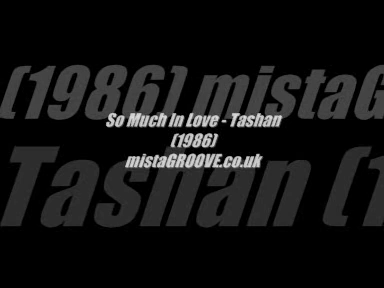 (1986) mistaG
So Much In Love - Tashan
(1986)
mistaGROOVE.co.uk
Tashan (1